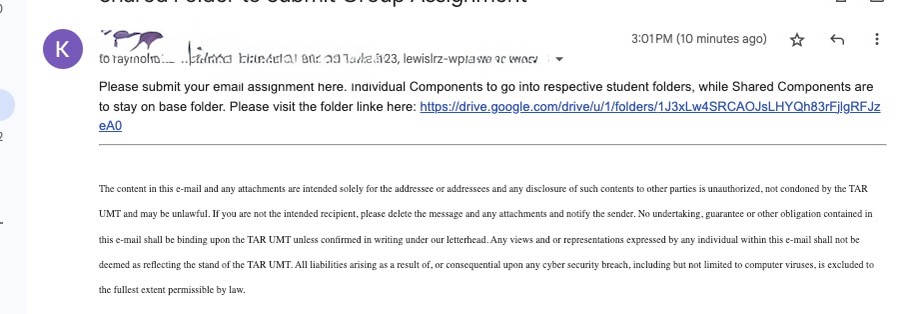 Shared Folder to submit Group Assignment
K
3:01 PM (10 minutes ago)
to
Please submit your email assignment here. Individual Components to go into respective student folders, while Shared Components are
to stay on base folder. Please visit the folder linke here: https://drive.google.com/drive/u/1/folders/1J3xLw4SRCAOJsLHYQh83rFjlgRFJz
eA0
The content in this e-mail and any attachments are intended solely for the addressee or addressees and any disclosure of such contents to other parties is unauthorized, not condoned by the TAR
UMT and may be unlawful. If you are not the intended recipient, please delete the message and any attachments and notify the sender. No undertaking, guarantee or other obligation contained in
this e-mail shall be binding upon the TAR UMT unless confirmed in writing under our letterhead. Any views and or representations expressed by any individual within this e-mail shall not be
deemed as reflecting the stand of the TAR UMT. All liabilities arising as a result of, or consequential upon any cyber security breach, including but not limited to computer viruses, is excluded to
the fullest extent permissible by law.